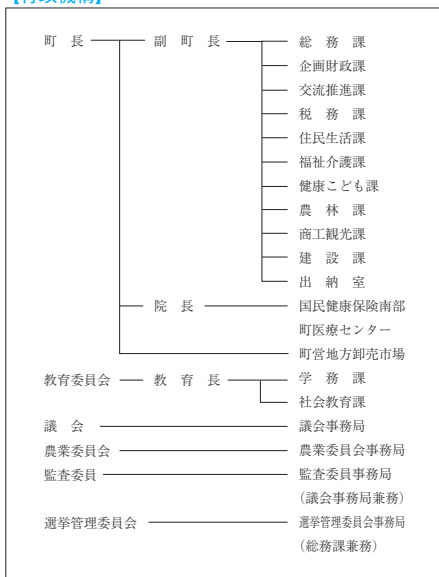 町長 副町長 総務課
企画財政課
交流推進課
税務課
住民生活課
福祉介護課
健康こども課
農林課
商工観光課
建設課
出納室
院長 国民健康保険南部
町医療センター
町営地方卸売市場
教育委員会 教育長 学務課
社会教育課
議会 議会事務局
農業委員会 農業委員会事務局
監査委員 監査委員事務局
(議会事務局兼務)
選挙管理委員会 選挙管理委員会事務局
(総務課兼務)